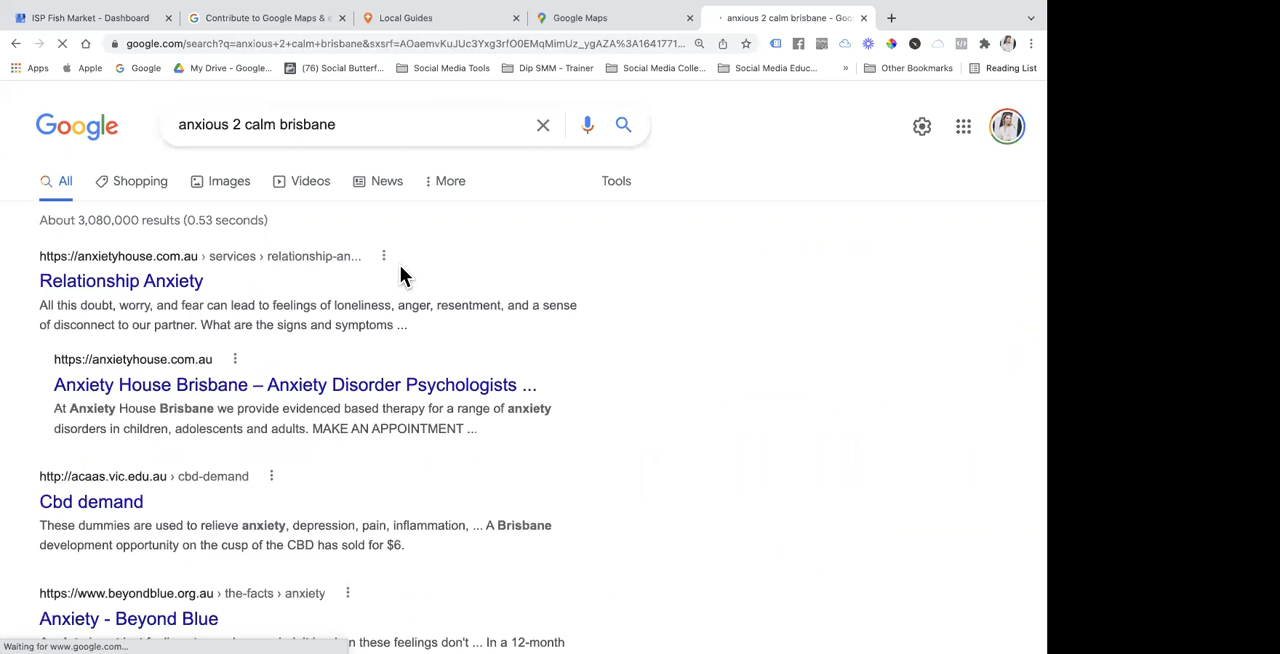 ISP Fish Market - Dashboard
Contribute to Google Maps & e
Local Guides
Google Maps
anxious 2 calm brisbane - Goo
google.com/search?q=anxious+2+calm+brisbane&sxsrf=AOaemvKuJUc3Yxg3rfO0EMqMimUz_ygAZA%3A1641771...
Apps
Apple
Google
My Drive - Google...
(76) Social Butterf...
Social Media Tools
Dip SMM - Trainer
Social Media Colle...
Social Media Educ...
»
Other Bookmarks
Reading List
Google
anxious 2 calm brisbane
All
Shopping
Images
Videos
News
More
Tools
About 3,080,000 results (0.53 seconds)
https://anxietyhouse.com.au › services › relationship-an...
Relationship Anxiety
All this doubt, worry, and fear can lead to feelings of loneliness, anger, resentment, and a sense
of disconnect to our partner. What are the signs and symptoms ...
https://anxietyhouse.com.au
Anxiety House Brisbane – Anxiety Disorder Psychologists ...
At Anxiety House Brisbane we provide evidenced based therapy for a range of anxiety
disorders in children, adolescents and adults. MAKE AN APPOINTMENT ...
http://acaas.vic.edu.au › cbd-demand
Cbd demand
These dummies are used to relieve anxiety, depression, pain, inflammation, ... A Brisbane
development opportunity on the cusp of the CBD has sold for $6.
https://www.beyondblue.org.au › the-facts › anxiety
Anxiety - Beyond Blue
n these feelings don't ... In a 12-month
Waiting for www.google.com...